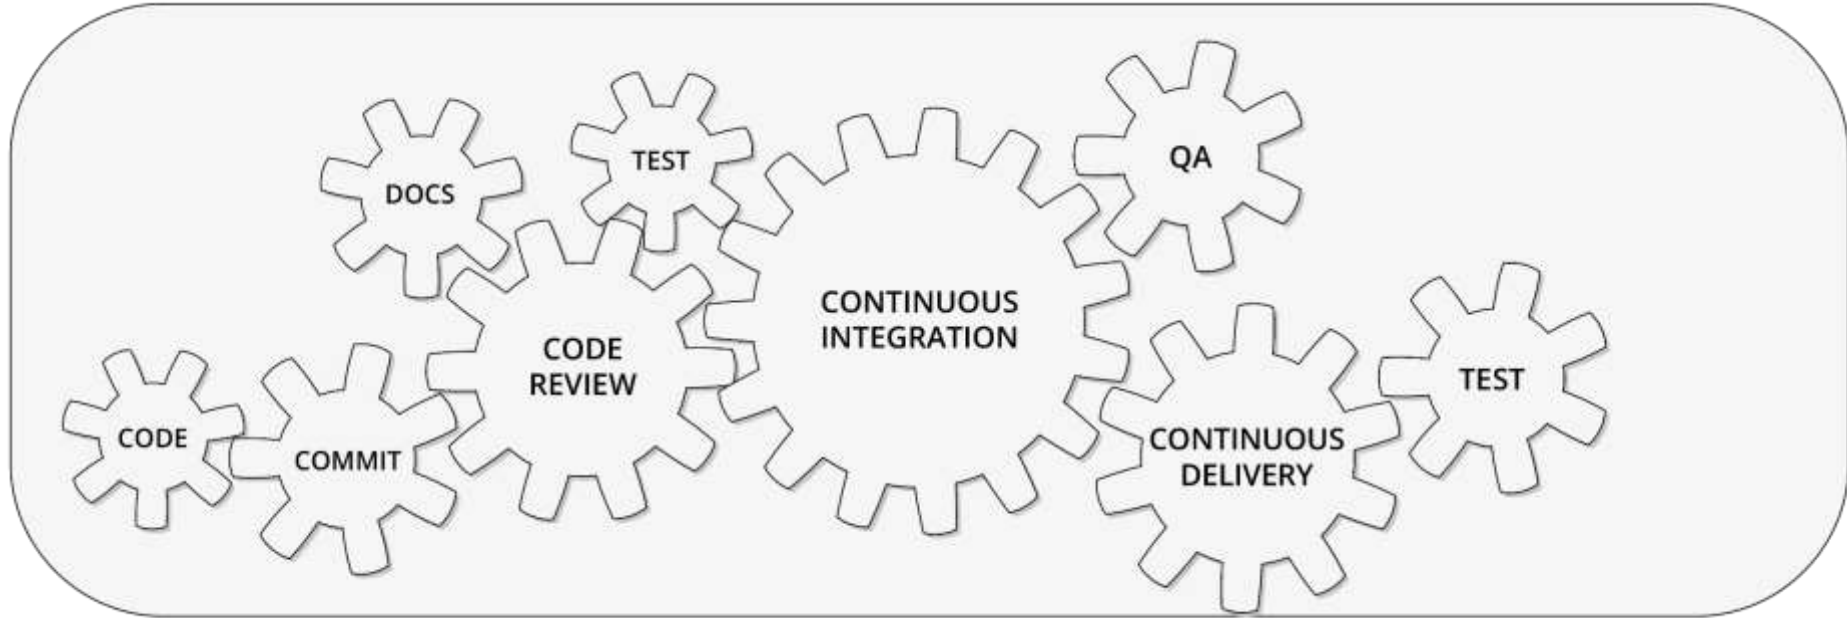 CODE
COMMIT
DOCS
CODE
REVIEW
TEST
CONTINUOUS
INTEGRATION
QA
CONTINUOUS
DELIVERY
TEST